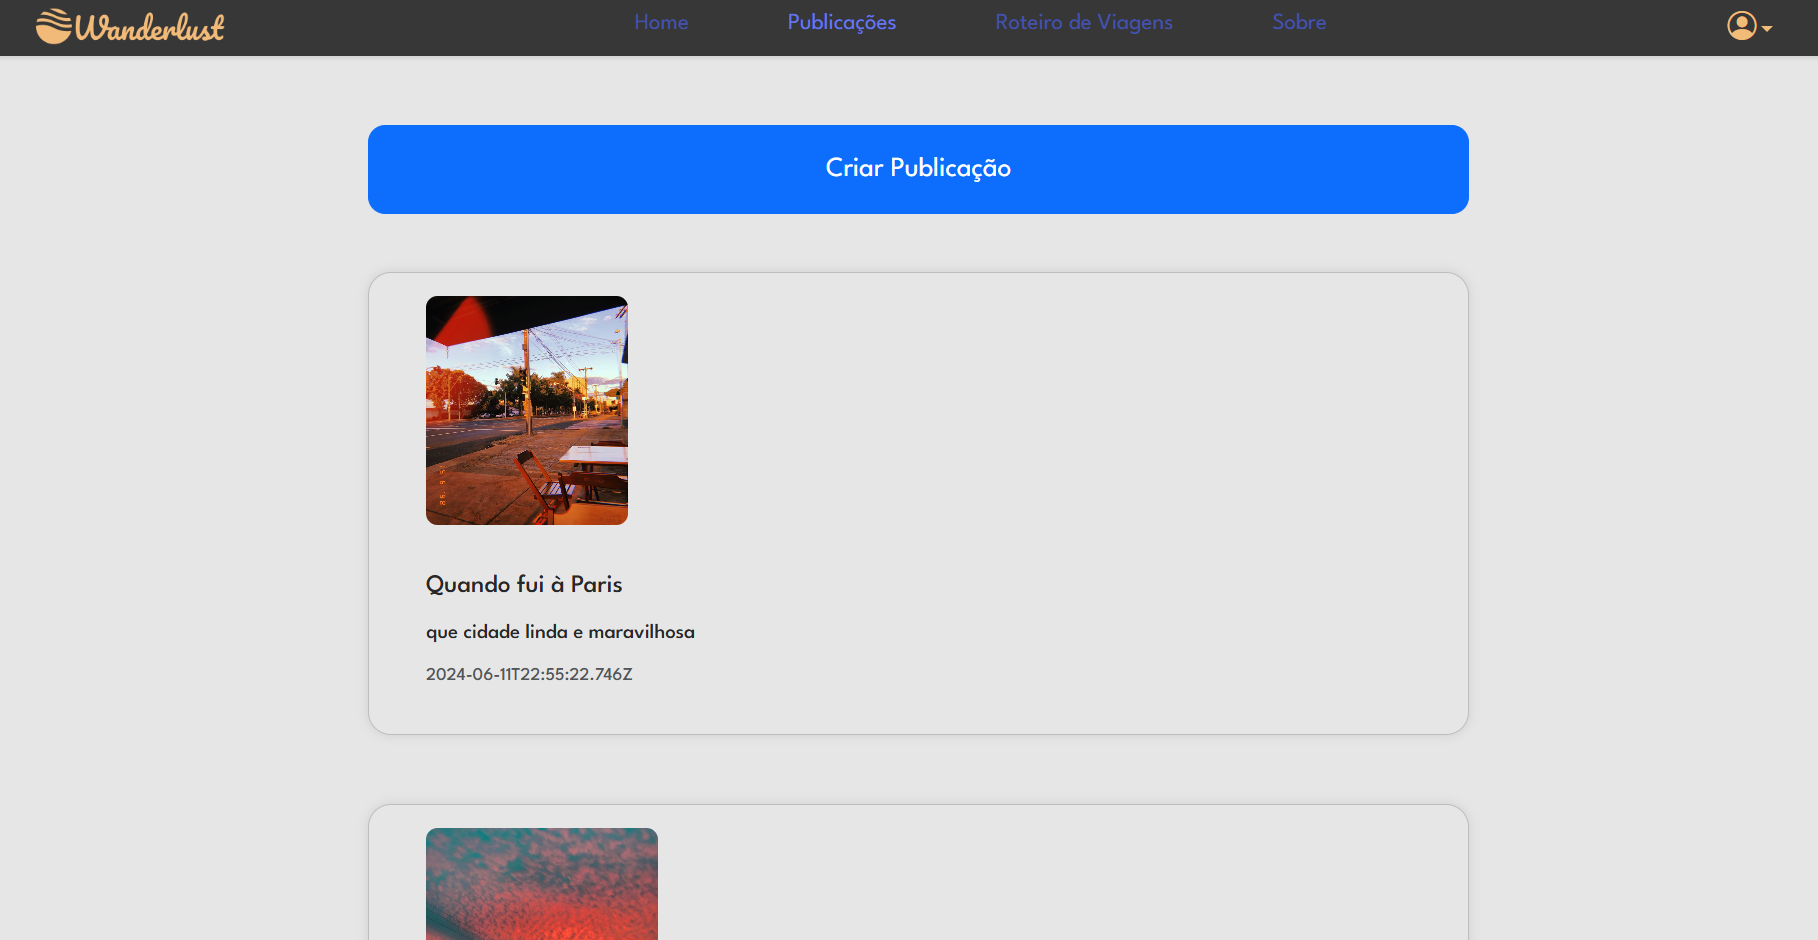 Wanderlust
Home
Publicações
Roteiro de Viagens
Sobre
Criar Publicação
Quando fui à Paris
que cidade linda e maravilhosa
2024-06-11T22:55:22.746Z